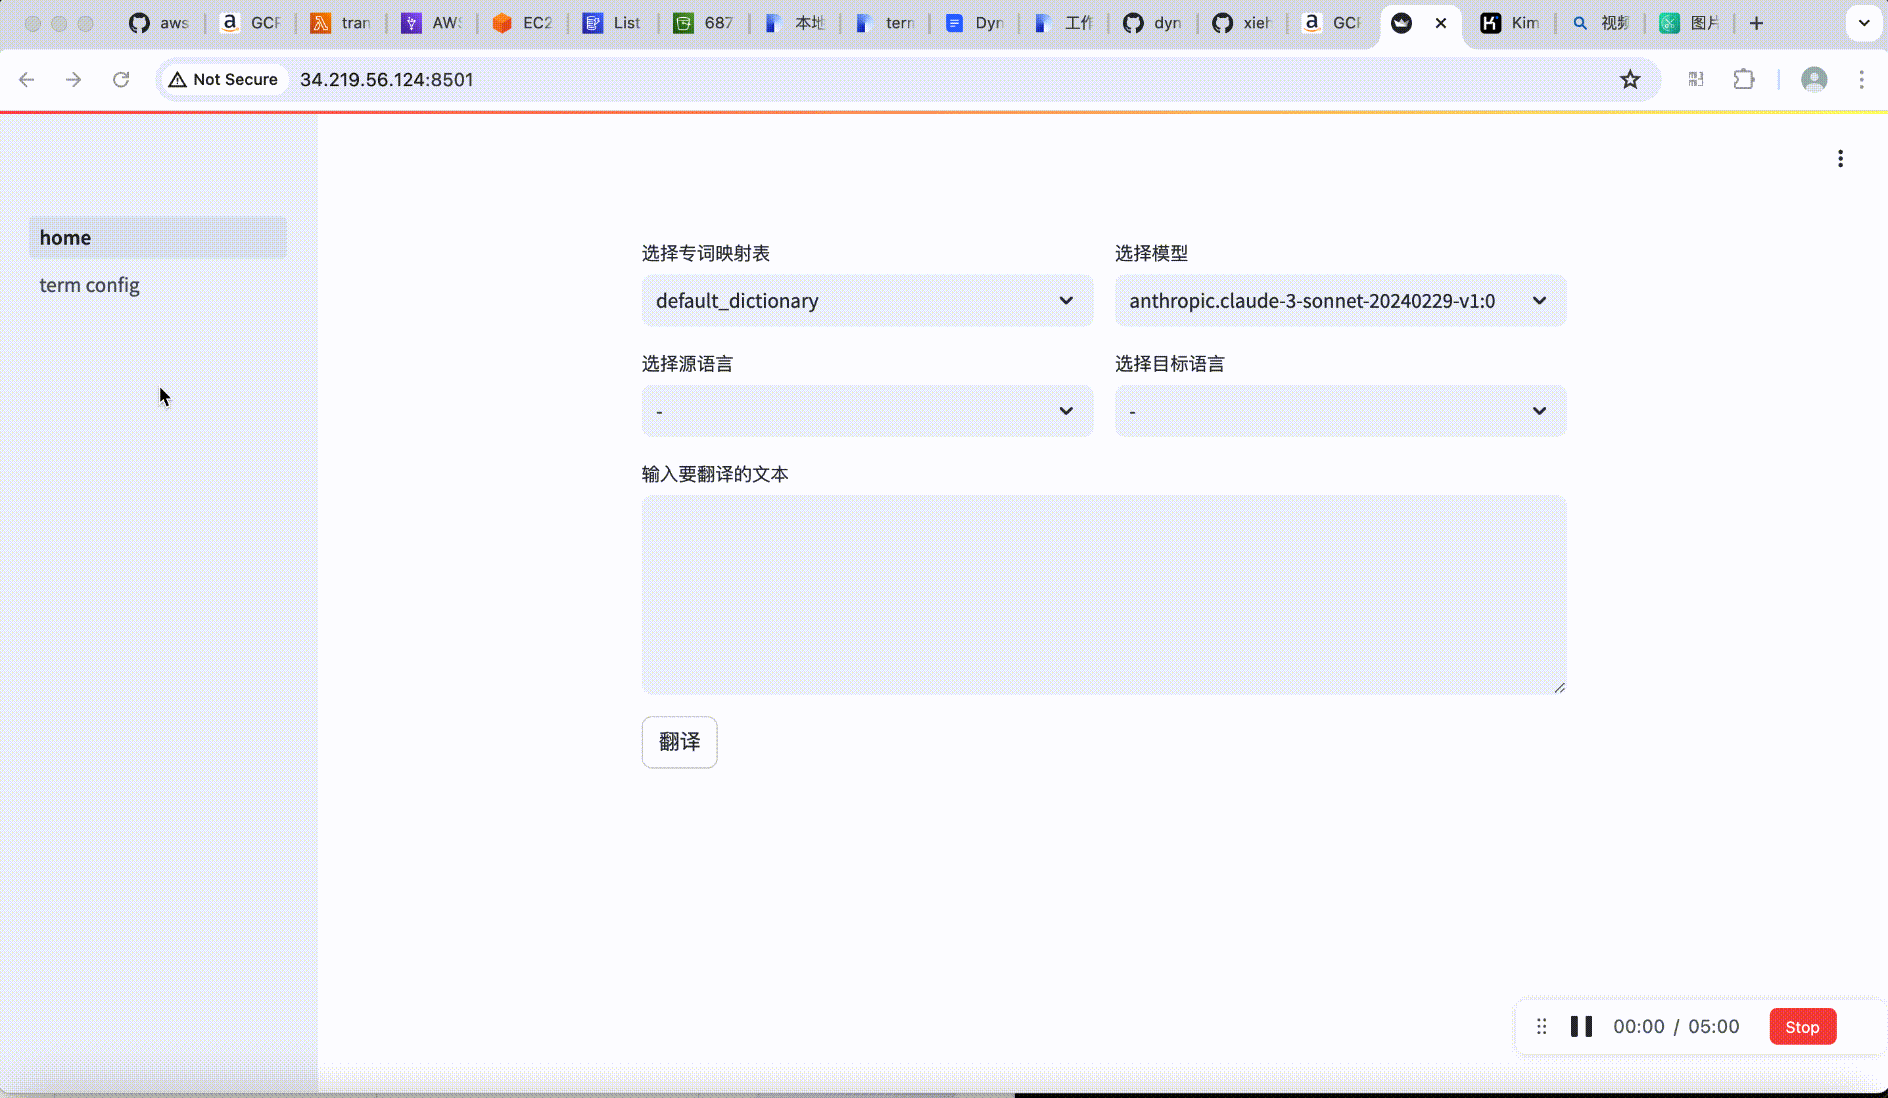 aws GCF tran AWS EC2 List 687 本地 term Dyn 工作 dyn xieh GCF Kim 视频 图片
Not Secure 34.219.56.124:8501
home
term config
选择专词映射表 选择模型
default_dictionary anthropic.claude-3-sonnet-20240229-v1:0
选择源语言 选择目标语言
- -
输入要翻译的文本
翻译
00:00 / 05:00 Stop